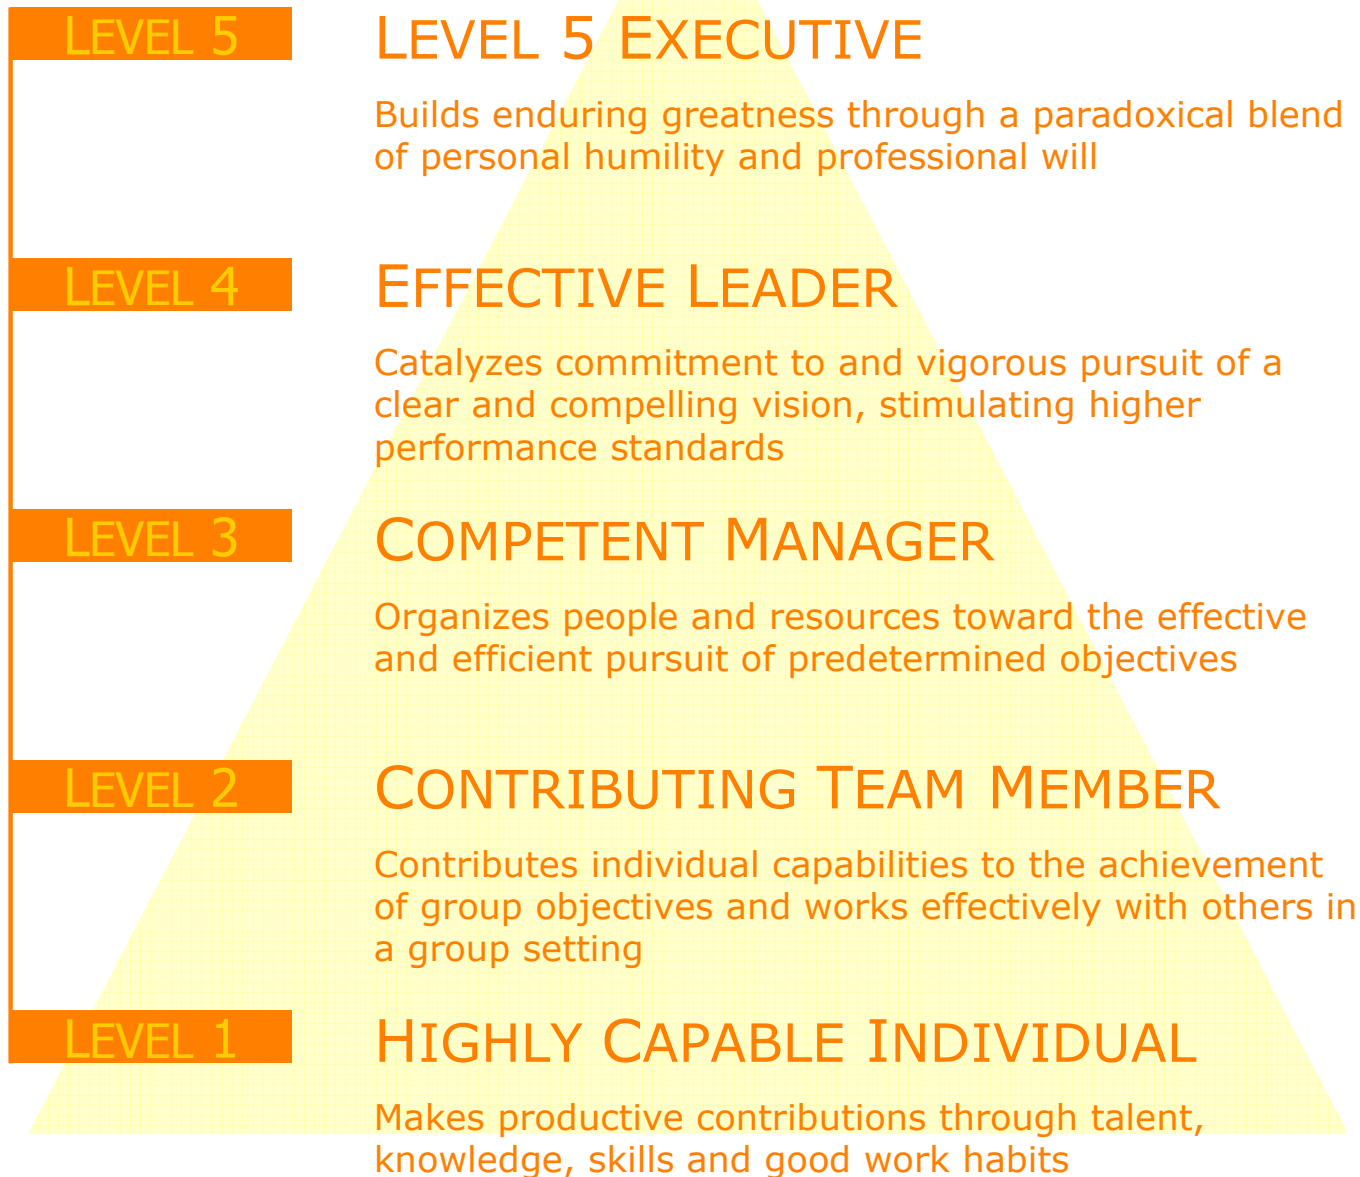 LEVEL 5
LEVEL 5 EXECUTIVE
Builds enduring greatness through a paradoxical blend
of personal humility and professional will
LEVEL 4
EFFECTIVE LEADER
Catalyzes commitment to and vigorous pursuit of a
clear and compelling vision, stimulating higher
performance standards
LEVEL 3
COMPETENT MANAGER
Organizes people and resources toward the effective
and efficient pursuit of predetermined objectives
LEVEL 2
CONTRIBUTING TEAM MEMBER
Contributes individual capabilities to the achievement
of group objectives and works effectively with others in
a group setting
LEVEL 1
HIGHLY CAPABLE INDIVIDUAL
Makes productive contributions through talent,
knowledge, skills and good work habits